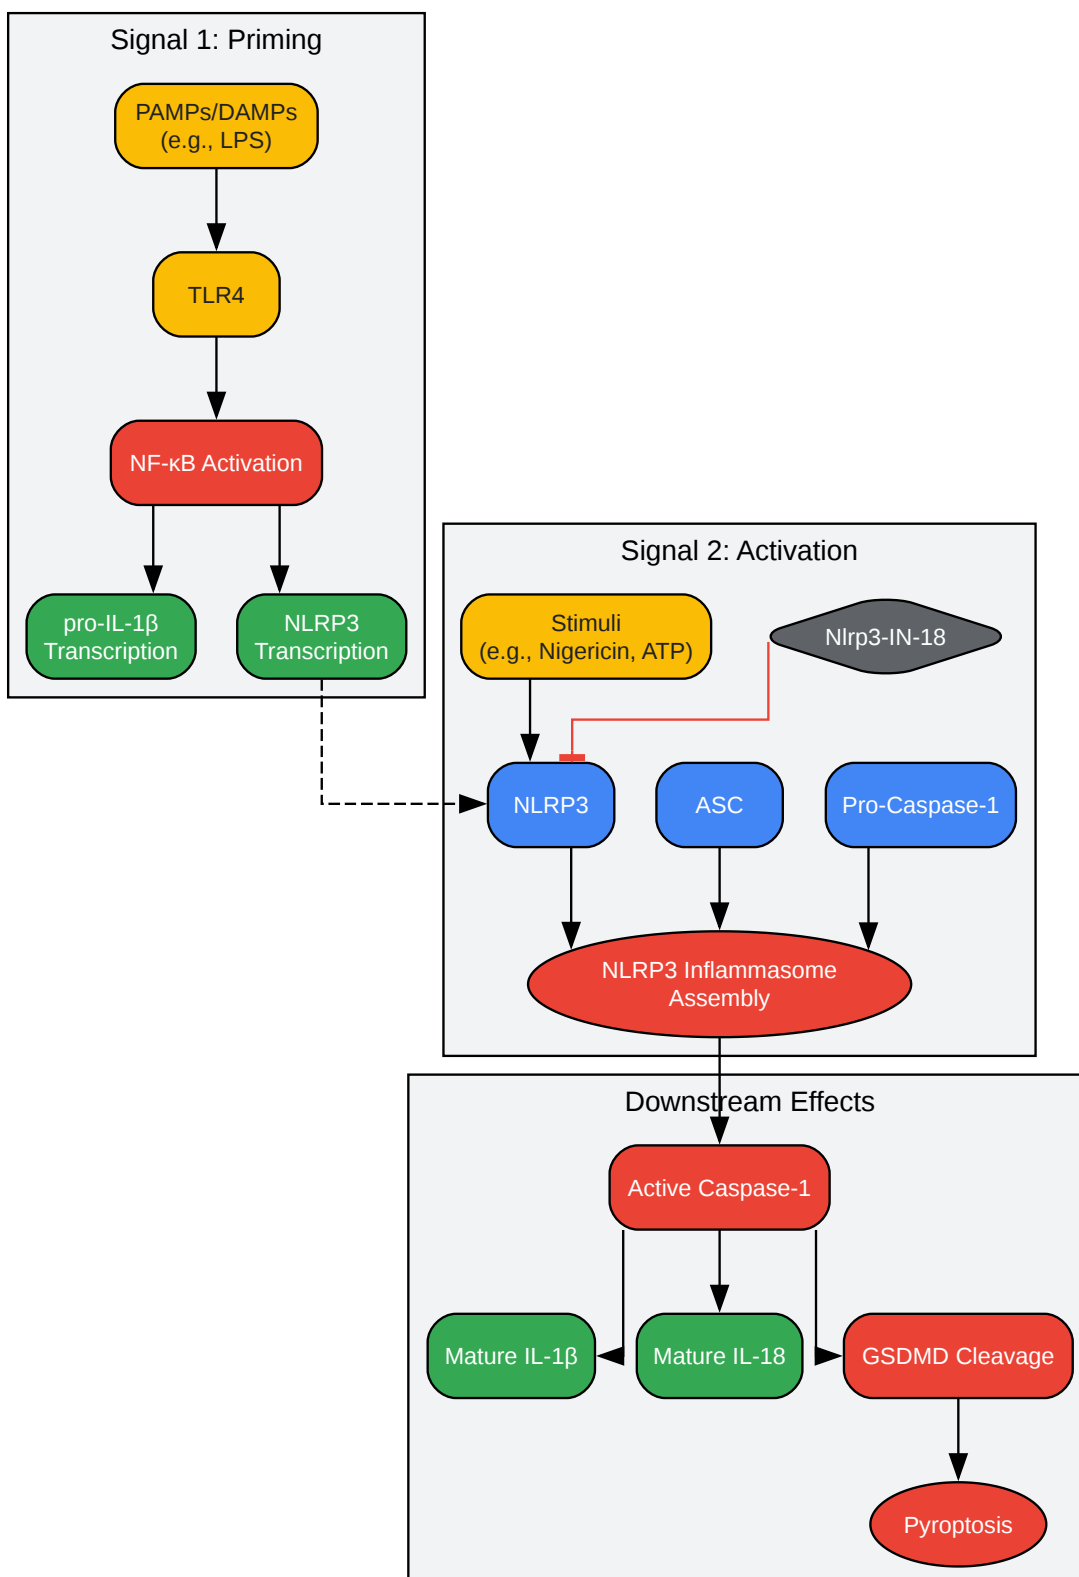 Signal 1: Priming
PAMPs/DAMPs
(e.g., LPS)
TLR4
NF-κB Activation
pro-IL-1β
Transcription
NLRP3
Transcription
Signal 2: Activation
Stimuli
(e.g., Nigericin, ATP)
Nlrp3-IN-18
NLRP3
ASC
Pro-Caspase-1
NLRP3 Inflammasome
Assembly
Downstream Effects
Active Caspase-1
Mature IL-1β
Mature IL-18
GSDMD Cleavage
Pyroptosis